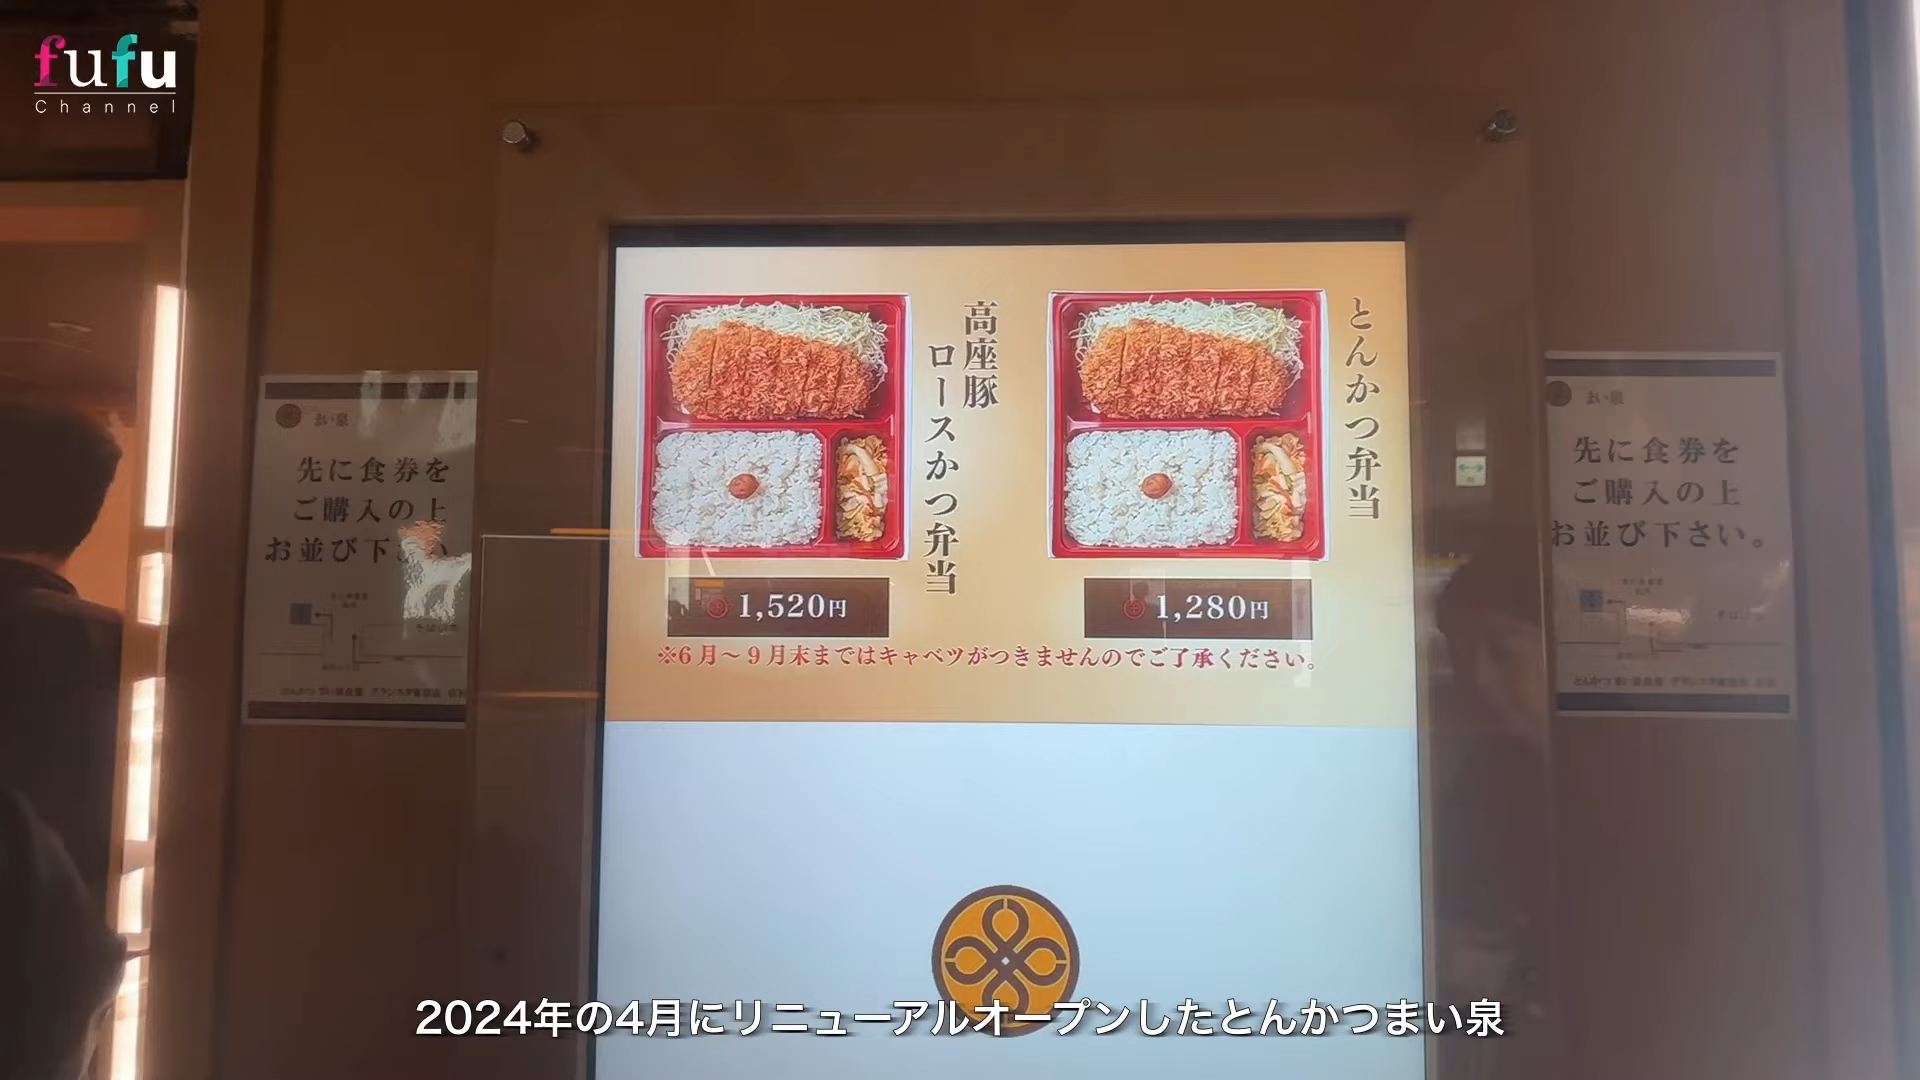 fufu
Channel
高座豚
ロースかつ弁当
1,520円
とんかつ弁当
1,280円
※6月～9月末まではキャベツがつきませんのでご了承ください。
まい泉
先に食券を
ご購入の上
お並び下
まい泉
先に食券を
ご購入の上
お並び下さい。
2024年の4月にリニューアルオープンしたとんかつまい泉